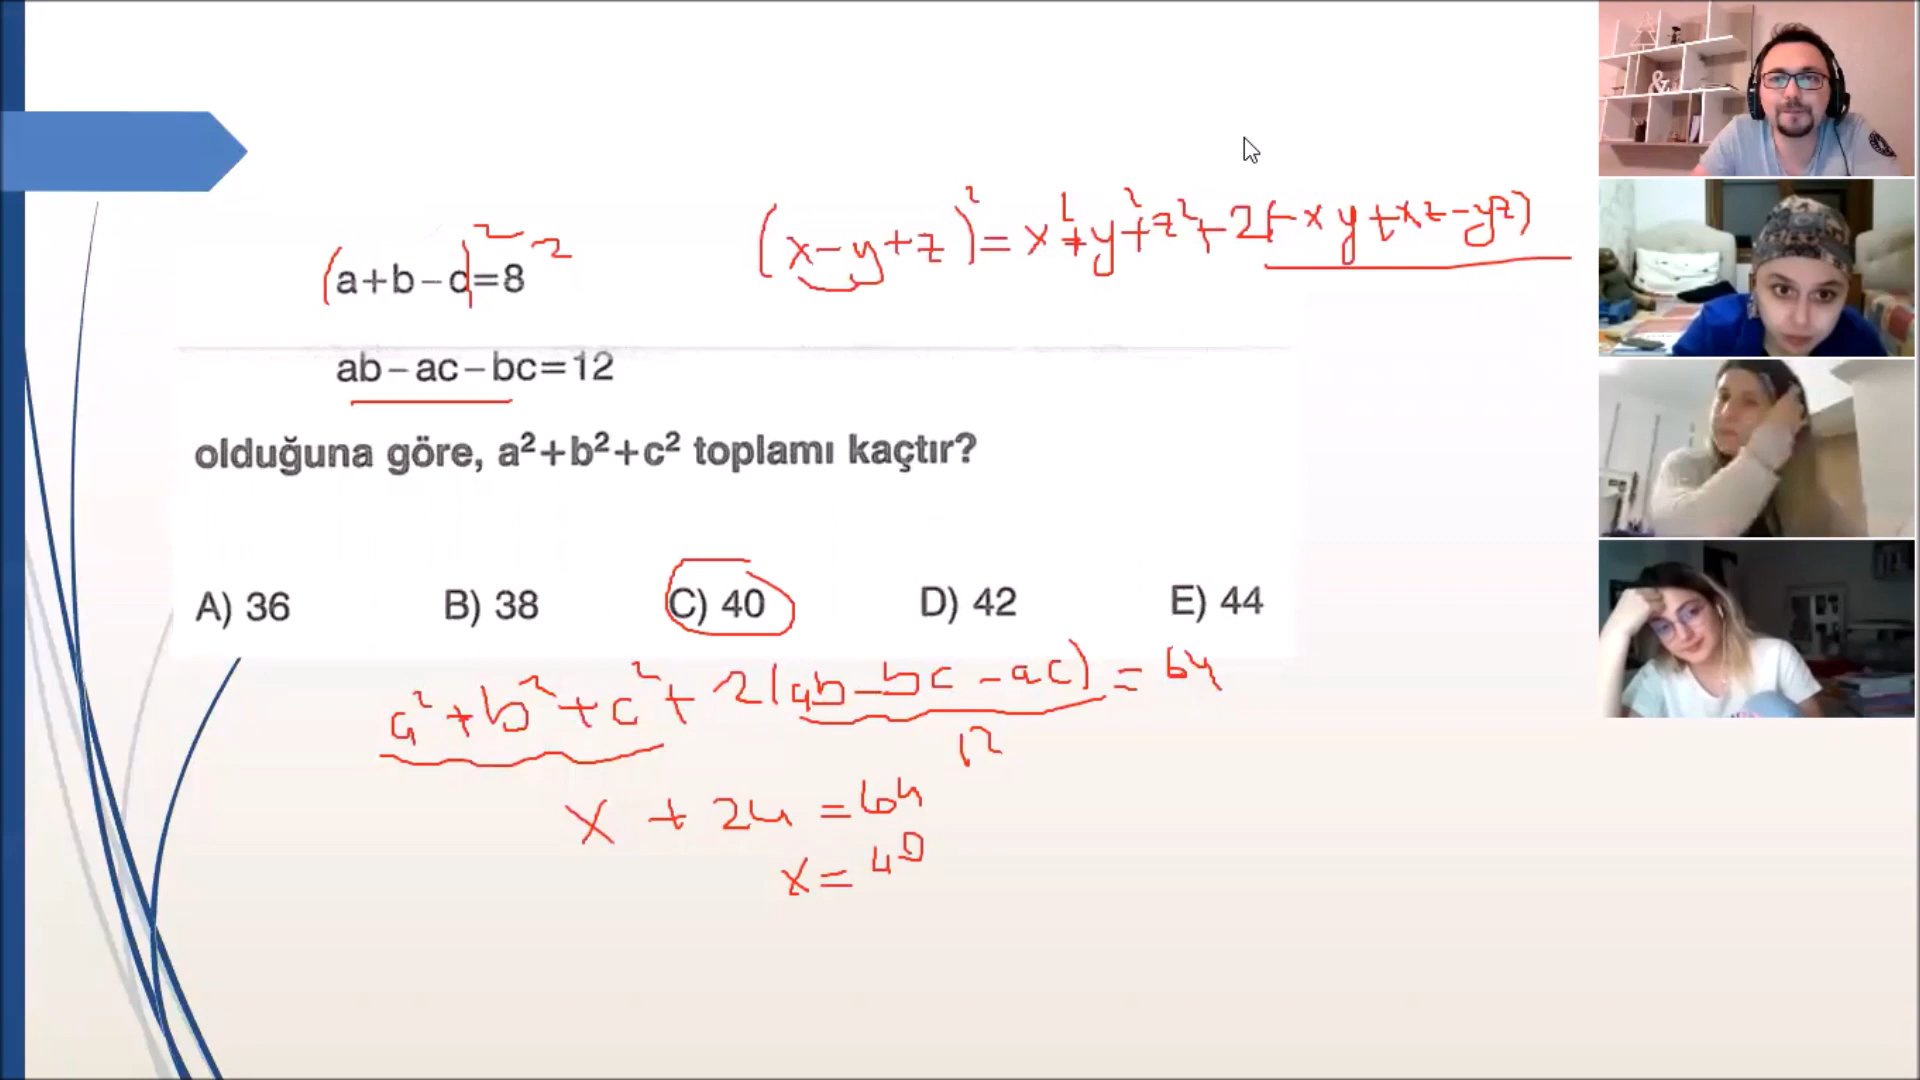 (x-y+z)² = x²+y²+z²+2(-xy+xz-yz)
(a+b-c)²=8²
ab-ac-bc=12
olduğuna göre, a²+b²+c² toplamı kaçtır?
A) 36 B) 38 C) 40 D) 42 E) 44
a²+b²+c²+2(ab-bc-ac) = 64
12
x + 24 = 64
x = 40